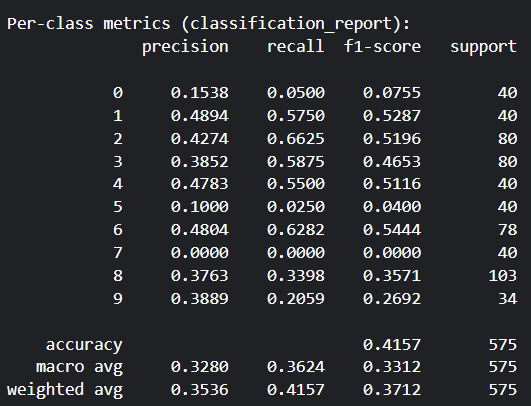 Per-class metrics (classification_report):
precision recall f1-score support
0 0.1538 0.0500 0.0755 40
1 0.4894 0.5750 0.5287 40
2 0.4274 0.6625 0.5196 80
3 0.3852 0.5875 0.4653 80
4 0.4783 0.5500 0.5116 40
5 0.1000 0.0250 0.0400 40
6 0.4804 0.6282 0.5444 78
7 0.0000 0.0000 0.0000 40
8 0.3763 0.3398 0.3571 103
9 0.3889 0.2059 0.2692 34
accuracy 0.4157 575
macro avg 0.3280 0.3624 0.3312 575
weighted avg 0.3536 0.4157 0.3712 575